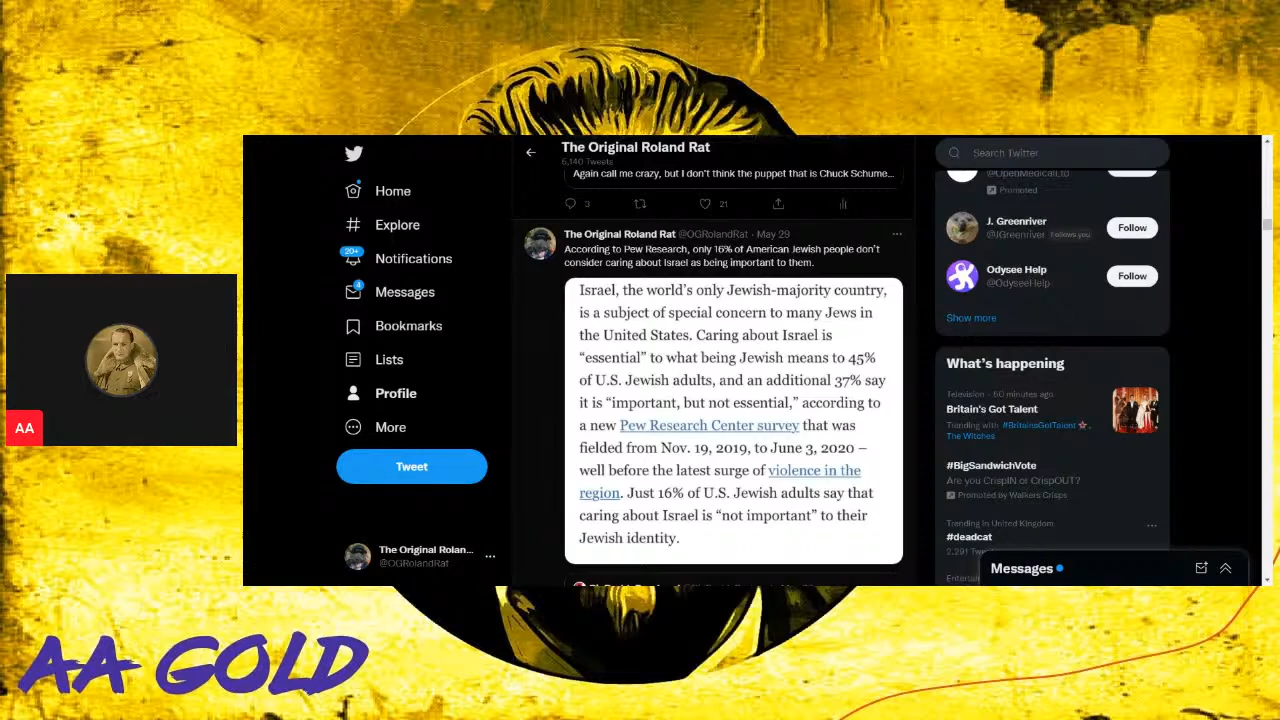 The Original Roland Rat
6,140 Tweets
Again call me crazy, but I don't think the puppet that is Chuck Schume...
3
21
The Original Roland Rat @OGRolandRat · May 29
According to Pew Research, only 16% of American Jewish people don't
consider caring about Israel as being important to them.
Israel, the world's only Jewish-majority country,
is a subject of special concern to many Jews in
the United States. Caring about Israel is
"essential" to what being Jewish means to 45%
of U.S. Jewish adults, and an additional 37% say
it is "important, but not essential," according to
a new Pew Research Center survey that was
fielded from Nov. 19, 2019, to June 3, 2020 –
well before the latest surge of violence in the
region. Just 16% of U.S. Jewish adults say that
caring about Israel is "not important" to their
Jewish identity.
Home
Explore
20+
Notifications
4
Messages
Bookmarks
Lists
Profile
More
Tweet
The Original Rolan...
@OGRolandRat
Search Twitter
@OpenMedicalLtd
Promoted
J. Greenriver
@JGreenriver Follows you
Follow
Odysee Help
@OdyseeHelp
Follow
Show more
What's happening
Television · 50 minutes ago
Britain's Got Talent
Trending with #BritainsGotTalent,
The Witches
#BigSandwichVote
Are you CrispIN or CrispOUT?
Promoted by Walkers Crisps
Trending in United Kingdom
#deadcat
2,291
Messages
AA
AA GOLD